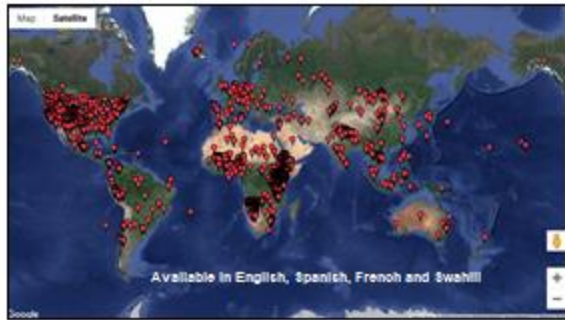 Map Satellite
Available in English, Spanish, French and Swahili
Google